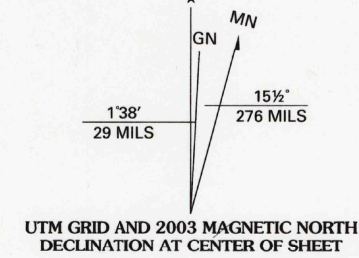 MN
GN
1°38′
29 MILS
15½°
276 MILS
UTM GRID AND 2003 MAGNETIC NORTH
DECLINATION AT CENTER OF SHEET